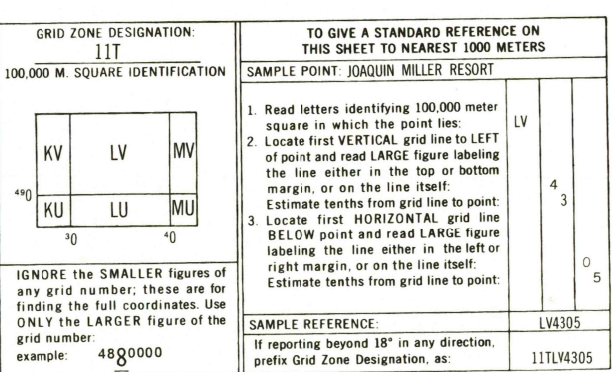 GRID ZONE DESIGNATION:
11T
100,000 M. SQUARE IDENTIFICATION
KV LV MV
490
KU LU MU
30 40
IGNORE the SMALLER figures of
any grid number; these are for
finding the full coordinates. Use
ONLY the LARGER figure of the
grid number:
example: 4880000
TO GIVE A STANDARD REFERENCE ON
THIS SHEET TO NEAREST 1000 METERS
SAMPLE POINT: JOAQUIN MILLER RESORT
1. Read letters identifying 100,000 meter
square in which the point lies: LV
2. Locate first VERTICAL grid line to LEFT
of point and read LARGE figure labeling
the line either in the top or bottom
margin, or on the line itself: 4
Estimate tenths from grid line to point: 3
3. Locate first HORIZONTAL grid line
BELOW point and read LARGE figure
labeling the line either in the left or
right margin, or on the line itself: 0
Estimate tenths from grid line to point: 5
SAMPLE REFERENCE: LV4305
If reporting beyond 18° in any direction,
prefix Grid Zone Designation, as: 11TLV4305